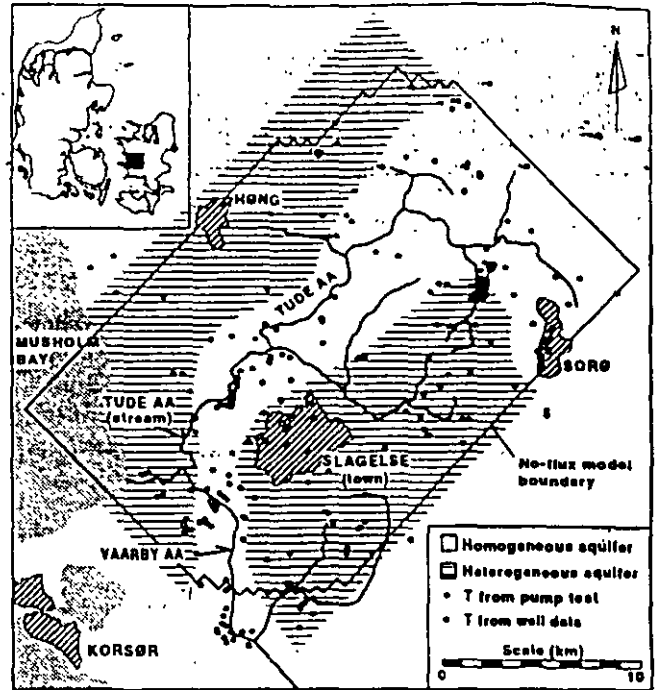 N
HØNG
TUDE AA
MUSHOLM
BAY
SORØ
TUDE AA
(stream)
SLAGELSE
(town)
No-flux model
boundary
VAARBY AA
KORSØR
Homogeneous aquifer
Heterogeneous aquifer
T from pump test
T from well data
Scale (km)
0
10